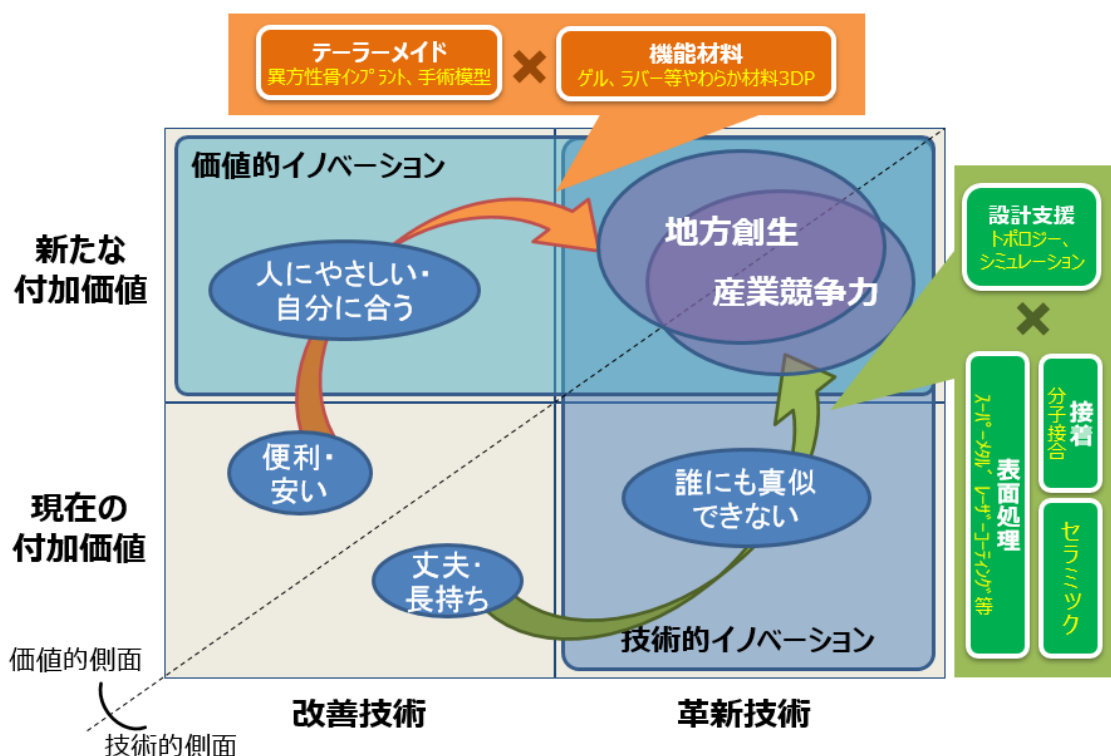 テーラーメイド
異方性骨インプラント、手術模型
×
機能材料
ゲル、ラバー等やわらか材料3DP
価値的イノベーション
新たな
付加価値
人にやさしい・
自分に合う
地方創生
産業競争力
設計支援
トポロジー、
シミュレーション
×
接着
分子接合
表面処理
スーパーメタル、レーザーコーティング等
セラミック
現在の
付加価値
便利・
安い
誰にも真似
できない
丈夫・
長持ち
技術的イノベーション
価値的側面
技術的側面
改善技術
革新技術